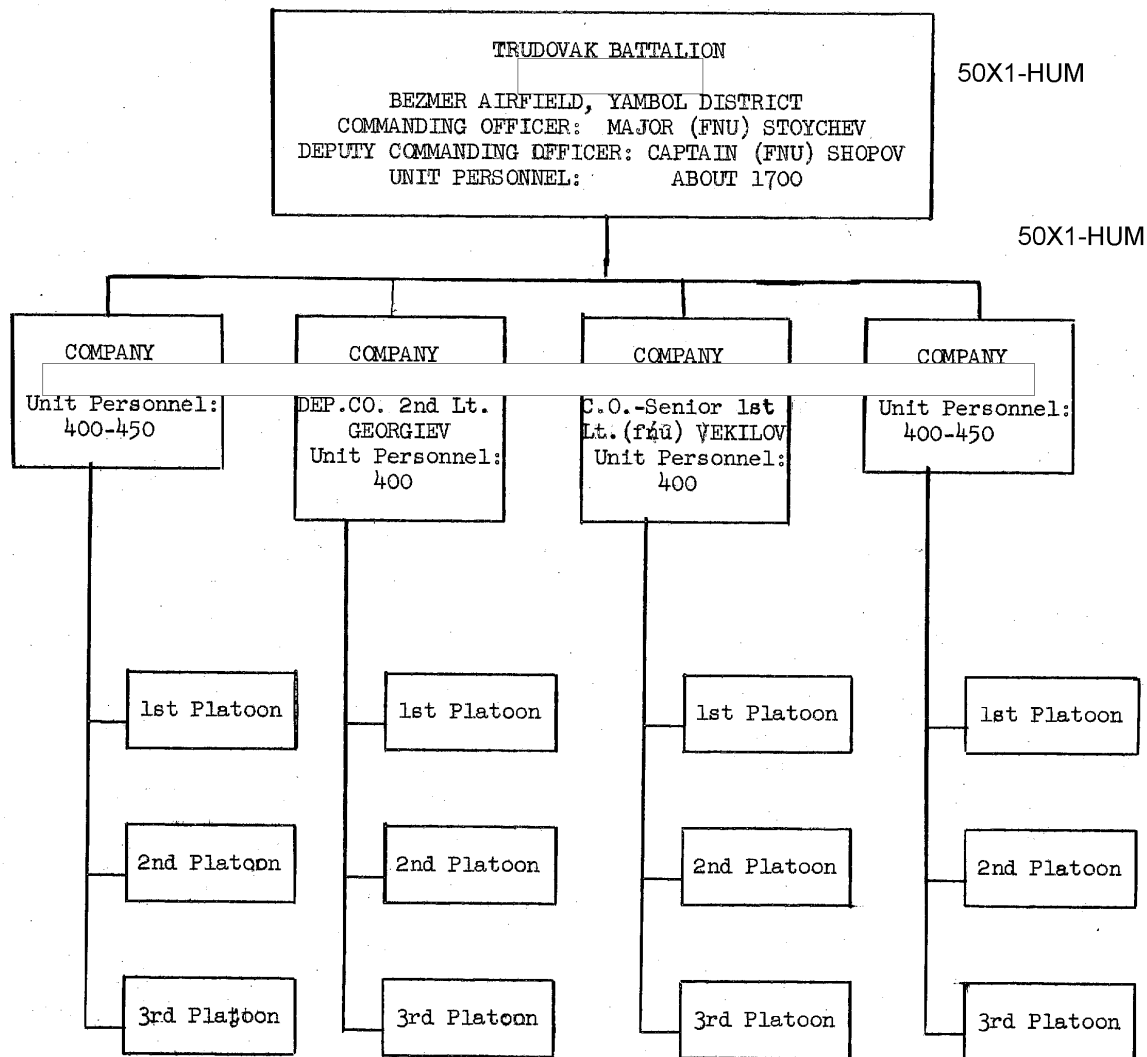 TRUDOVAK BATTALION
50X1-HUM
BEZMER AIRFIELD, YAMBOL DISTRICT
COMMANDING OFFICER: MAJOR (FNU) STOYCHEV
DEPUTY COMMANDING OFFICER: CAPTAIN (FNU) SHOPOV
UNIT PERSONNEL: ABOUT 1700
50X1-HUM
COMPANY
Unit Personnel:
400-450
COMPANY
DEP.CO. 2nd Lt.
GEORGIEV
Unit Personnel:
400
COMPANY
C.O.-Senior 1st
Lt.(fnu) VEKILOV
Unit Personnel:
400
COMPANY
Unit Personnel:
400-450
1st Platoon
1st Platoon
1st Platoon
1st Platoon
2nd Platoon
2nd Platoon
2nd Platoon
2nd Platoon
3rd Platoon
3rd Platoon
3rd Platoon
3rd Platoon